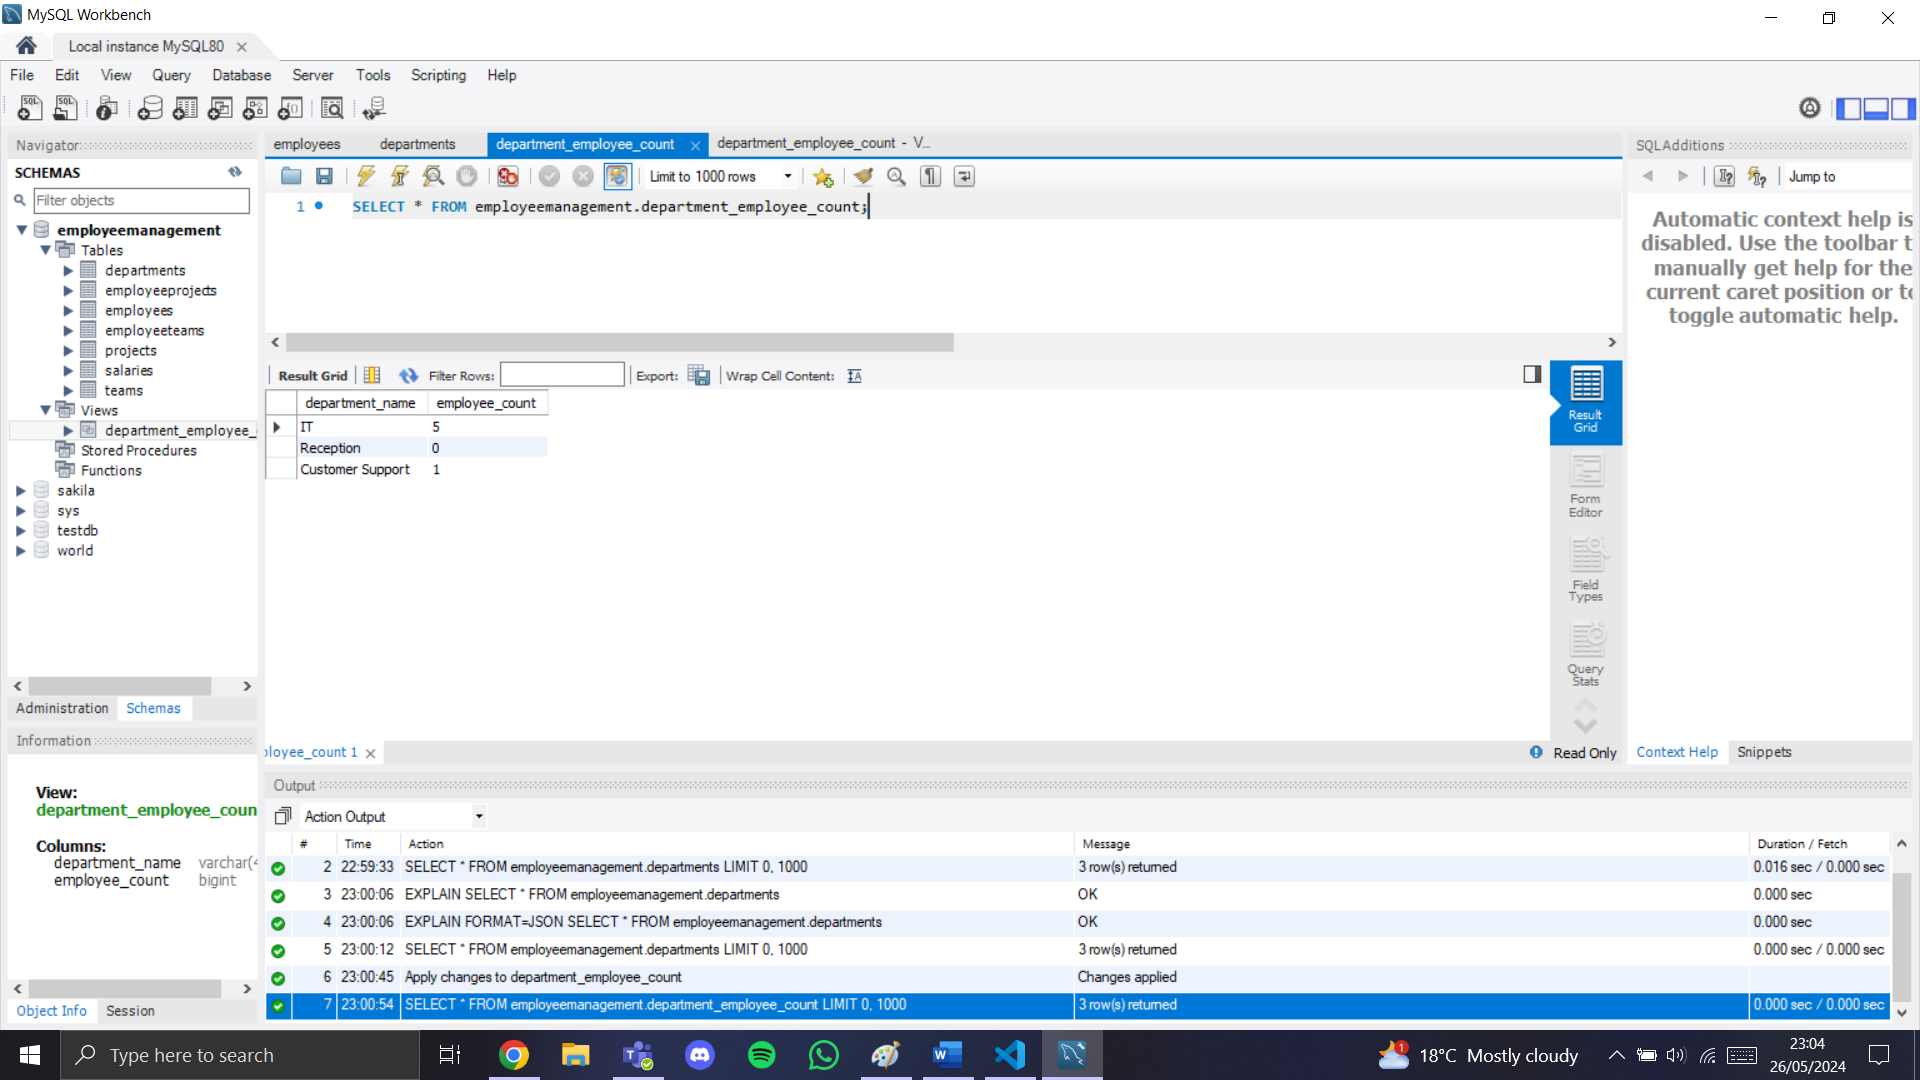 MySQL Workbench
Local instance MySQL80
File Edit View Query Database Server Tools Scripting Help
Navigator
SCHEMAS
Filter objects
employeemanagement
Tables
departments
employeeprojects
employees
employeeteams
projects
salaries
teams
Views
department_employee_
Stored Procedures
Functions
sakila
sys
testdb
world
Administration Schemas
Information
View:
department_employee_coun
Columns:
department_name varchar(4
employee_count bigint
Object Info Session
employees departments department_employee_count department_employee_count - V...
Limit to 1000 rows
1 SELECT * FROM employeemanagement.department_employee_count;
Result Grid Filter Rows: Export: Wrap Cell Content:
department_name employee_count
IT 5
Reception 0
Customer Support 1
Result
Grid
Form
Editor
Field
Types
Query
Stats
ployee_count 1
Read Only
SQLAdditions
Jump to
Automatic context help is
disabled. Use the toolbar t
manually get help for the
current caret position or to
toggle automatic help.
Context Help Snippets
Output
Action Output
# Time Action Message Duration / Fetch
2 22:59:33 SELECT * FROM employeemanagement.departments LIMIT 0, 1000 3 row(s) returned 0.016 sec / 0.000 sec
3 23:00:06 EXPLAIN SELECT * FROM employeemanagement.departments OK 0.000 sec
4 23:00:06 EXPLAIN FORMAT=JSON SELECT * FROM employeemanagement.departments OK 0.000 sec
5 23:00:12 SELECT * FROM employeemanagement.departments LIMIT 0, 1000 3 row(s) returned 0.000 sec / 0.000 sec
6 23:00:45 Apply changes to department_employee_count Changes applied
7 23:00:54 SELECT * FROM employeemanagement.department_employee_count LIMIT 0, 1000 3 row(s) returned 0.000 sec / 0.000 sec
Type here to search
1
18°C Mostly cloudy
23:04
26/05/2024